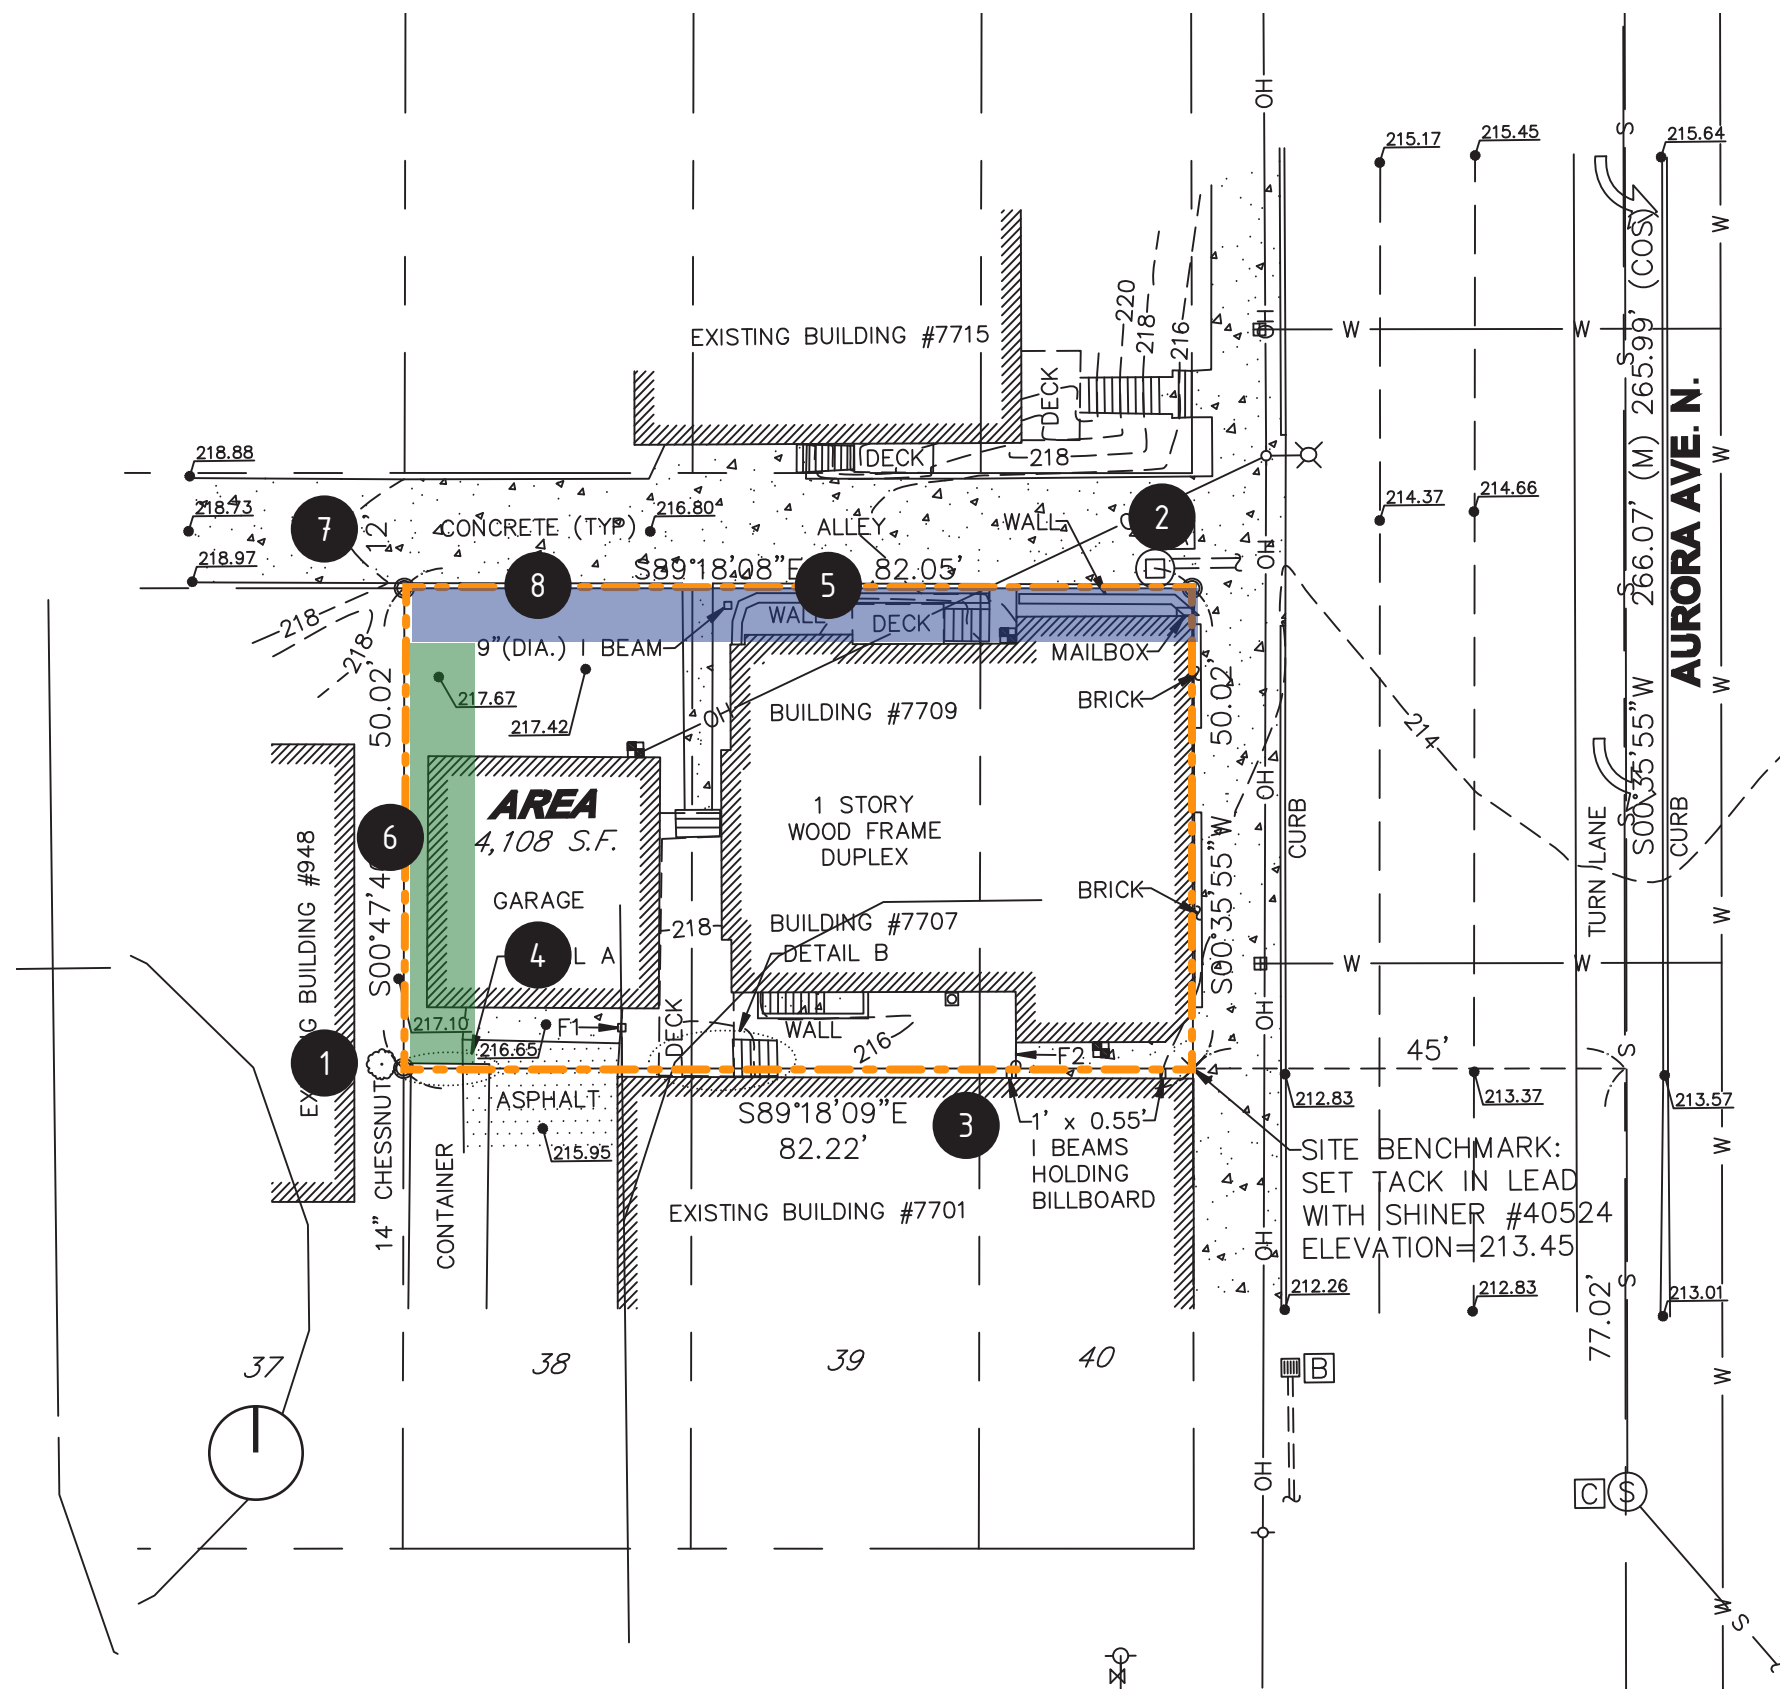 OH
215.17
215.45
215.64
S
S
W
220
218
216
EXISTING BUILDING #7715
OH
W
W
S
DECK
AURORA AVE. N.
S00°35'55"W 266.07' (M) 265.99' (COS)
218.88
DECK
218
W
218.73
7
12'
CONCRETE (TYP)
216.80
ALLEY
WALL
2
214.37
214.66
218.97
OH
S89°18'08"E
82.05'
8
5
S
218
218
WALL
DECK
9"(DIA.) I BEAM
MAILBOX
217.67
217.42
BRICK
50.02'
50.02'
W
OH
BUILDING #7709
214
OH
AREA
4,108 S.F.
1 STORY
WOOD FRAME
DUPLEX
6
CURB
TURN LANE
S
CURB
S00°35'55"W
GARAGE
BRICK
218
BUILDING #7707
W
4
DETAIL B
W
W
217.10
F1
DECK
WALL
216
OH
216.65
F2
45'
S
1
ASPHALT
S89°18'09"E
82.22'
3
1' x 0.55'
I BEAMS
HOLDING
BILLBOARD
212.83
213.37
213.57
215.95
14" CHESSNUT
CONTAINER
SITE BENCHMARK:
SET TACK IN LEAD
WITH SHINER #40524
ELEVATION=213.45
W
EXISTING BUILDING #7701
OH
212.26
212.83
213.01
S
77.02'
37
38
39
40
B
W
OH
C
S
W
S